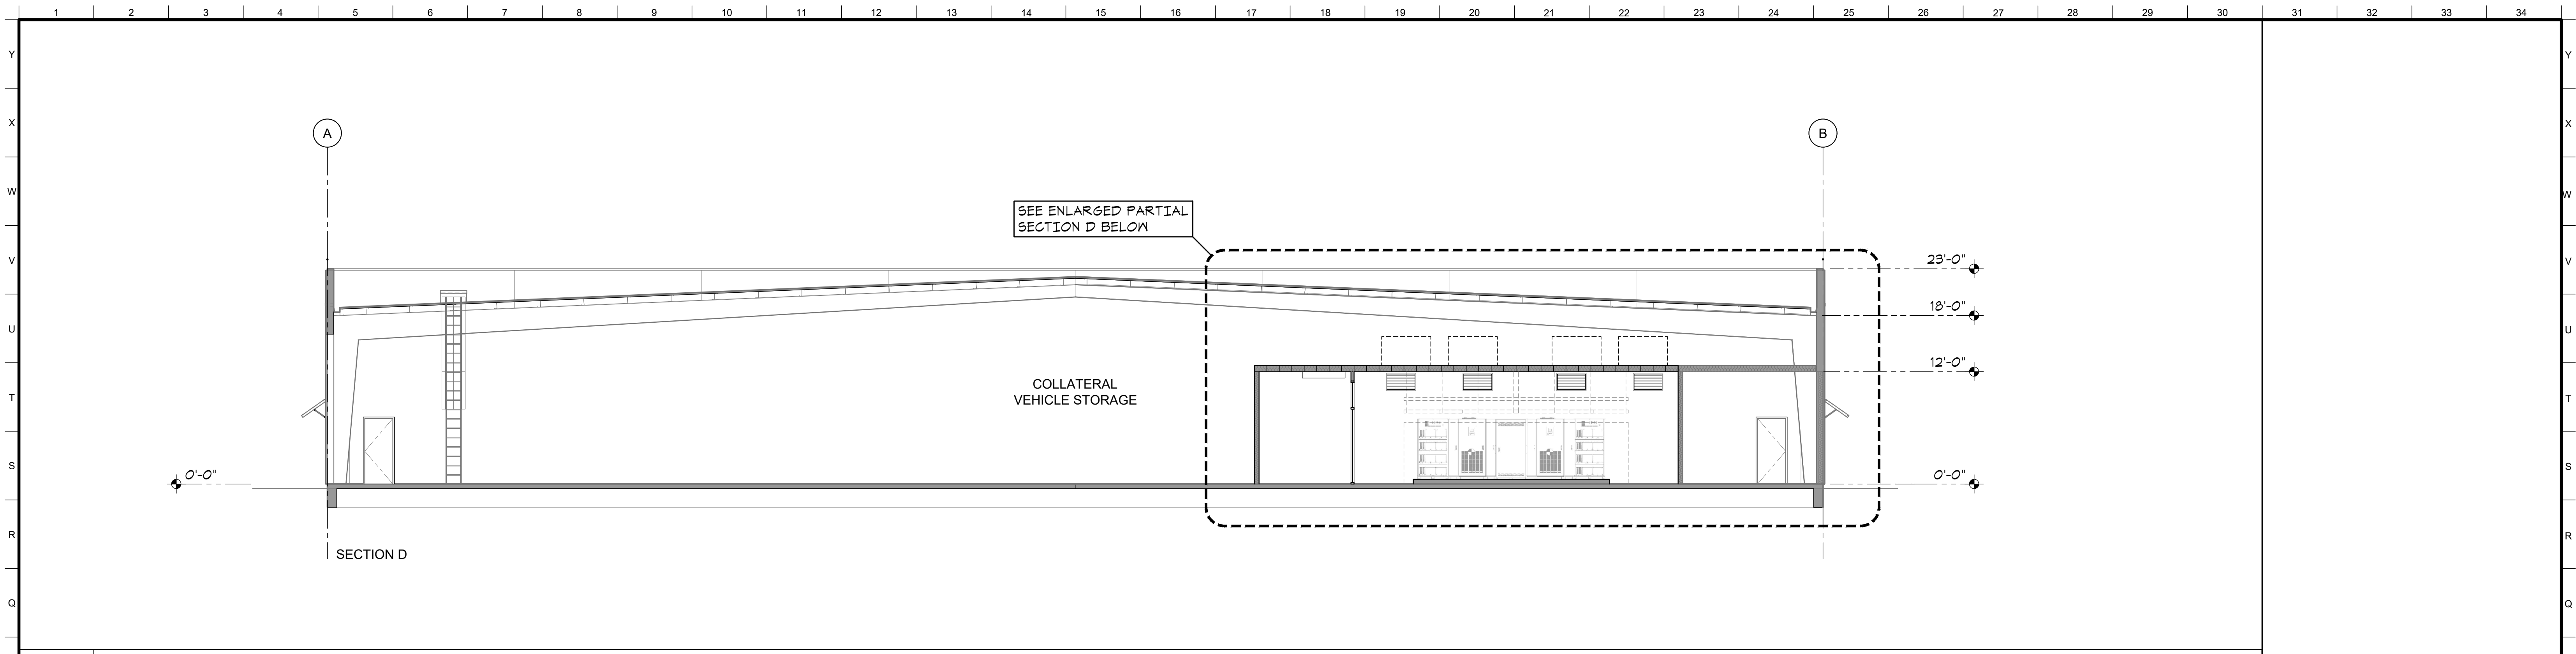 1 2 3 4 5 6 7 8 9 10 11 12 13 14 15 16 17 18 19 20 21 22 23 24 25 26 27 28 29 30 31 32 33 34
Y Y
X X
A B
W W
SEE ENLARGED PARTIAL
SECTION D BELOW
V V
23'-0"
18'-0"
U U
12'-0"
COLLATERAL
VEHICLE STORAGE
T T
S S
0'-0" 0'-0"
R R
SECTION D
Q Q